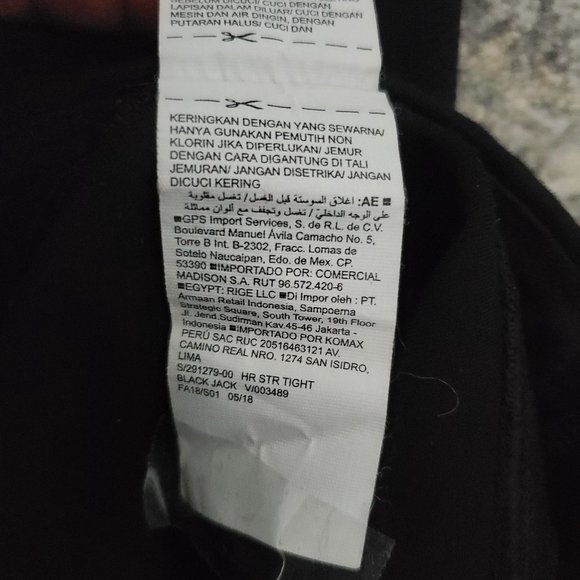 SEBELUM DICUCI/ CUCI DENGAN
LAPISAN DALAM DILUAR/ CUCI DENGAN
MESIN DAN AIR DINGIN, DENGAN
PUTARAN HALUS/ CUCI DAN
KERINGKAN DENGAN YANG SEWARNA/
HANYA GUNAKAN PEMUTIH NON
KLORIN JIKA DIPERLUKAN/ JEMUR
DENGAN CARA DIGANTUNG DI TALI
JEMURAN/ JANGAN DISETRIKA/ JANGAN
DICUCI KERING
AE: اغلاق السوستة قبل الغسل/ تغسل مقلوبة
على الوجه الداخلي/ تغسل وتجفف مع ألوان مماثلة
■GPS Import Services, S. de R.L. de C.V.
Boulevard Manuel Ávila Camacho No. 5,
Torre B Int. B-2302, Fracc. Lomas de
Sotelo Naucaipan, Edo. de Mex. CP.
53390 ■IMPORTADO POR: COMERCIAL
MADISON S.A. RUT 96.572.420-6
■EGYPT: RIGE LLC ■Di Impor oleh : PT.
Armaan Retail Indonesia, Sampoerna
Strategic Square, South Tower, 19th Floor
Jl. Jend.Sudirman Kav.45-46 Jakarta -
Indonesia ■IMPORTADO POR KOMAX
PERÚ SAC RUC 20516463121 AV.
CAMINO REAL NRO. 1274 SAN ISIDRO,
LIMA
S/291279-00 HR STR TIGHT
BLACK JACK V/003489
FA18/S01 05/18